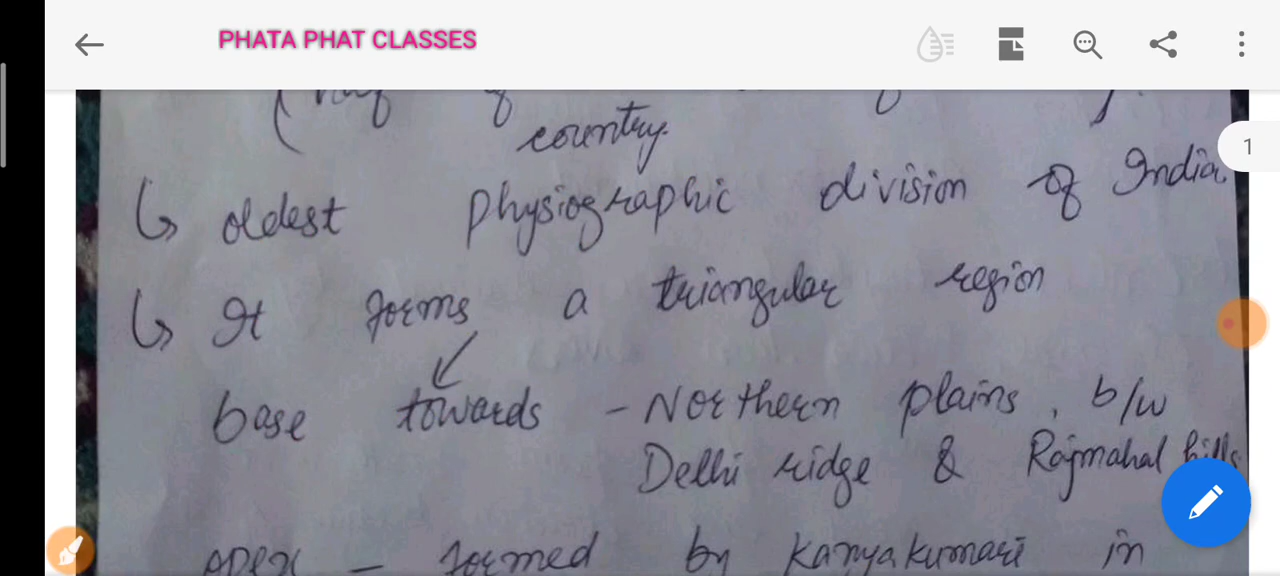 PHATA PHAT CLASSES
country.
1
↳ oldest physiographic division of India.
↳ It forms a triangular region
base towards - Northern plains, b/w
Delhi ridge & Rajmahal hills
APEX - formed by Kanyakumari in